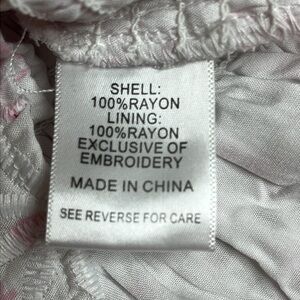 SHELL:
100%RAYON
LINING:
100%RAYON
EXCLUSIVE OF
EMBROIDERY
MADE IN CHINA
SEE REVERSE FOR CARE